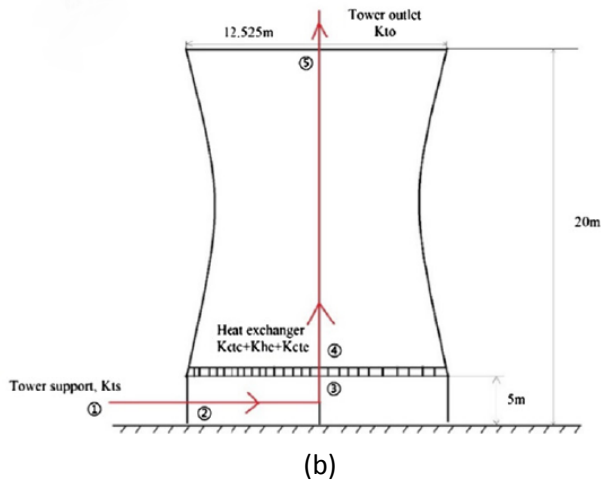 Tower outlet
12.525m Kto
⑤
20m
Heat exchanger
Kctc+Khe+Kcte
④
Tower support, Kts
③
①
②
5m
(b)